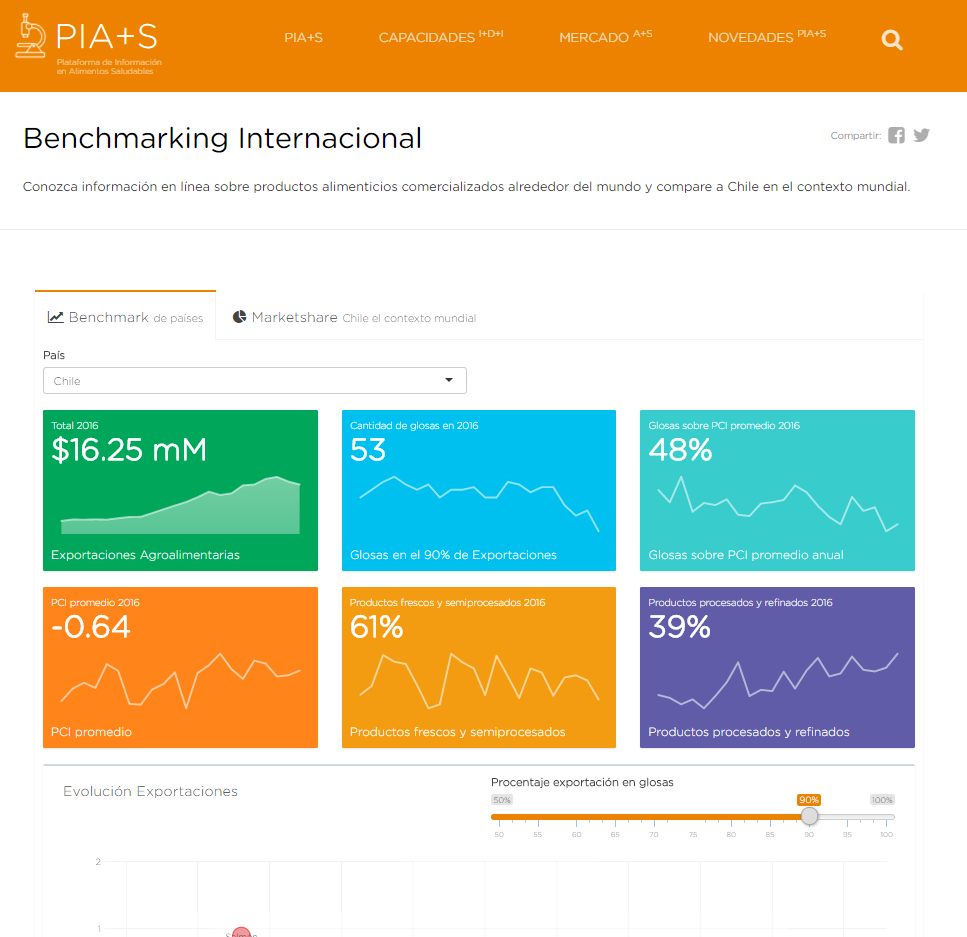 PIA+S
Plataforma de Información
en Alimentos Saludables
PIA+S
CAPACIDADES I+D+I
MERCADO A+S
NOVEDADES PIA+S
Benchmarking Internacional
Compartir:
Conozca información en línea sobre productos alimenticios comercializados alrededor del mundo y compare a Chile en el contexto mundial.
Benchmark de países
Marketshare Chile el contexto mundial
País
Chile
Total 2016
$16.25 mM
Exportaciones Agroalimentarias
Cantidad de glosas en 2016
53
Glosas en el 90% de Exportaciones
Glosas sobre PCI promedio 2016
48%
Glosas sobre PCI promedio anual
PCI promedio 2016
-0.64
PCI promedio
Productos frescos y semiprocesados 2016
61%
Productos frescos y semiprocesados
Productos procesados y refinados 2016
39%
Productos procesados y refinados
Evolución Exportaciones
Procentaje exportación en glosas
50%
90%
100%
50 55 60 65 70 75 80 85 90 95 100
2
1